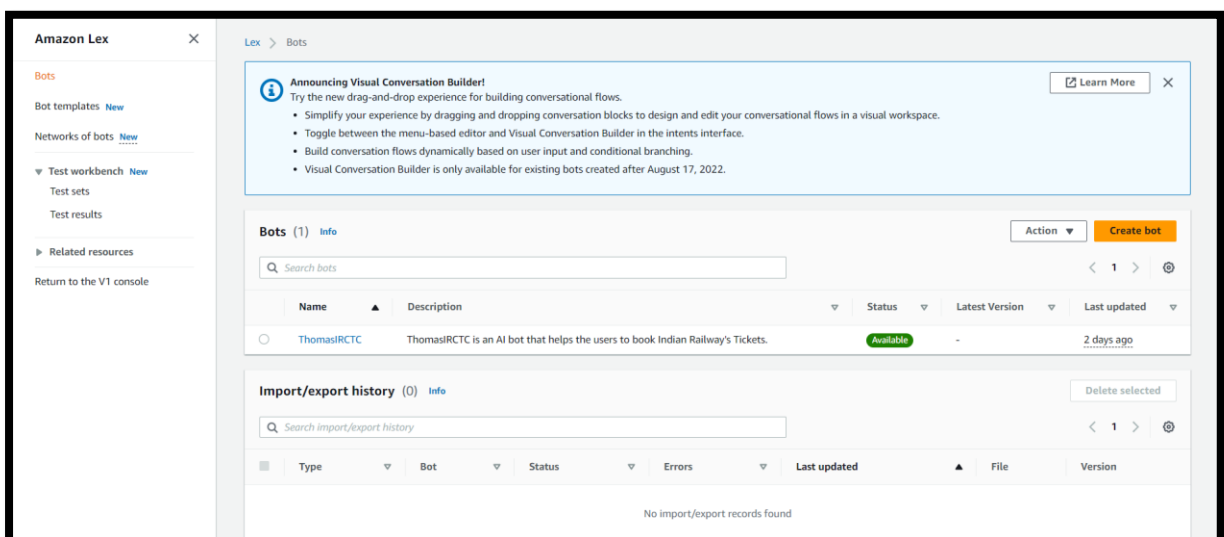 Amazon Lex
Bots
Bot templates New
Networks of bots New
Test workbench New
Test sets
Test results
Related resources
Return to the V1 console
Lex > Bots
Announcing Visual Conversation Builder!
Try the new drag-and-drop experience for building conversational flows.
• Simplify your experience by dragging and dropping conversation blocks to design and edit your conversational flows in a visual workspace.
• Toggle between the menu-based editor and Visual Conversation Builder in the intents interface.
• Build conversation flows dynamically based on user input and conditional branching.
• Visual Conversation Builder is only available for existing bots created after August 17, 2022.
Learn More
Bots (1) Info
Action
Create bot
Search bots
< 1 >
Name Description Status Latest Version Last updated
ThomasIRCTC ThomasIRCTC is an AI bot that helps the users to book Indian Railway's Tickets. Available - 2 days ago
Import/export history (0) Info
Delete selected
Search import/export history
< 1 >
Type Bot Status Errors Last updated File Version
No import/export records found